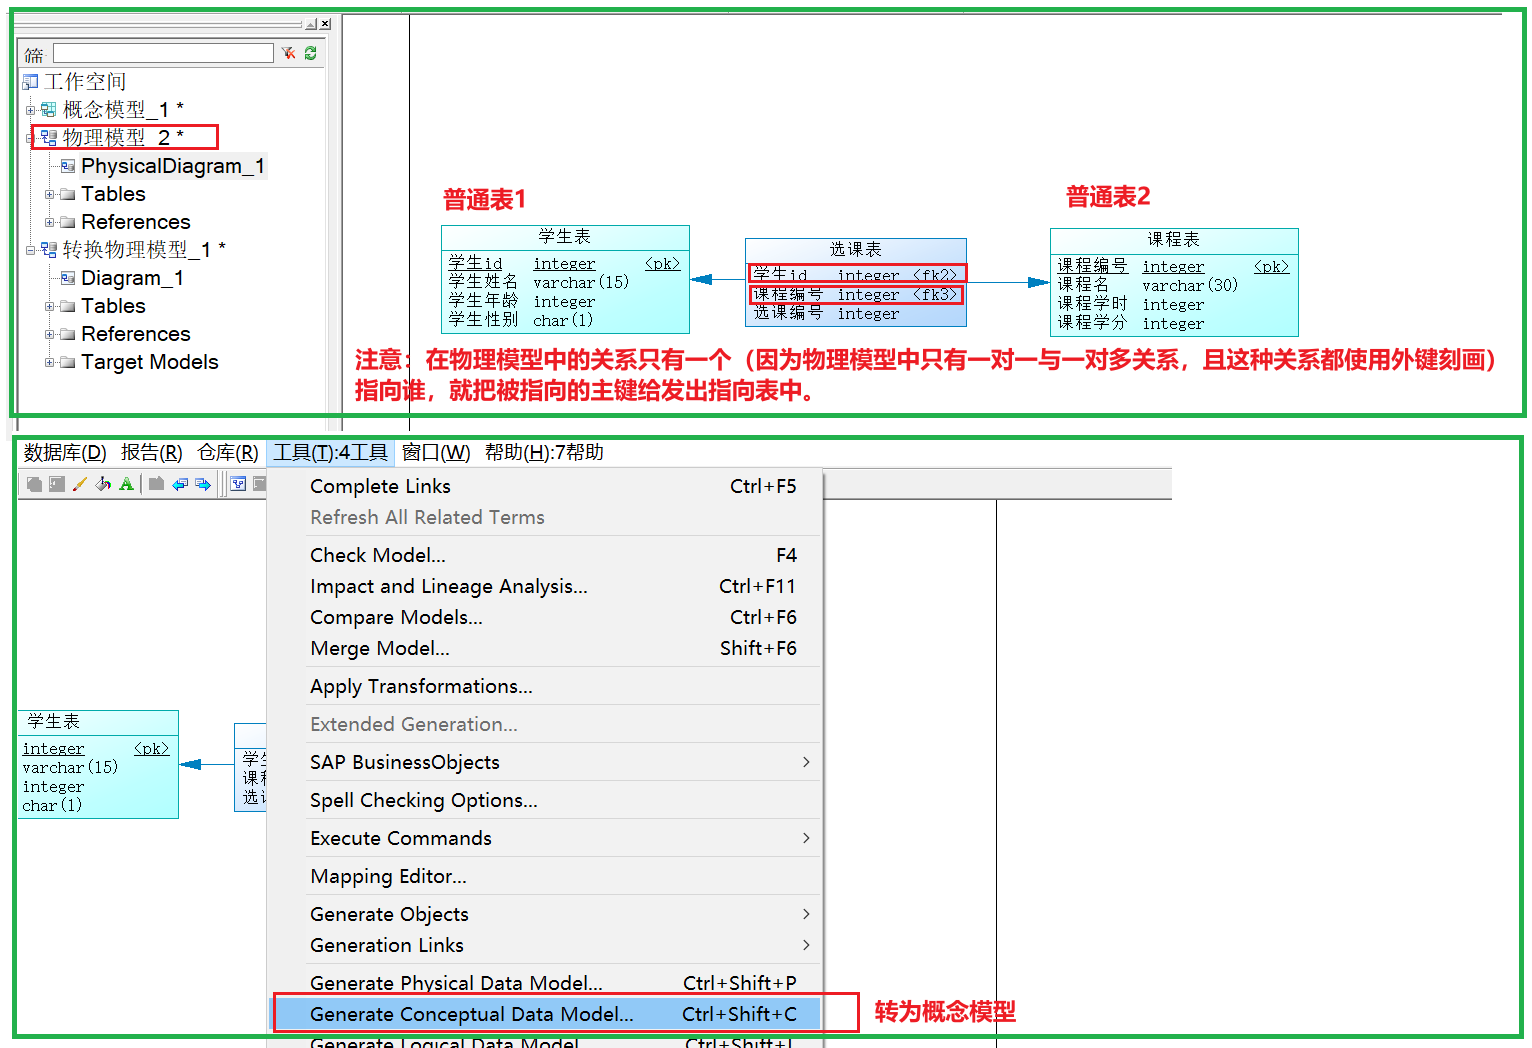 筛
工作空间
概念模型_1 *
物理模型_2 *
PhysicalDiagram_1
Tables
References
转换物理模型_1 *
Diagram_1
Tables
References
Target Models
普通表1
普通表2
学生表
学生id integer <pk>
学生姓名 varchar(15)
学生年龄 integer
学生性别 char(1)
选课表
学生id integer <fk2>
课程编号 integer <fk3>
选课编号 integer
课程表
课程编号 integer <pk>
课程名 varchar(30)
课程学时 integer
课程学分 integer
注意：在物理模型中的关系只有一个（因为物理模型中只有一对一与一对多关系，且这种关系都使用外键刻画）
指向谁，就把被指向的主键给发出指向表中。
数据库(D) 报告(R) 仓库(R) 工具(T):4工具 窗口(W) 帮助(H):7帮助
Complete Links Ctrl+F5
Refresh All Related Terms
Check Model... F4
Impact and Lineage Analysis... Ctrl+F11
Compare Models... Ctrl+F6
Merge Model... Shift+F6
Apply Transformations...
Extended Generation...
SAP BusinessObjects
Spell Checking Options...
Execute Commands
Mapping Editor...
Generate Objects
Generation Links
Generate Physical Data Model... Ctrl+Shift+P
Generate Conceptual Data Model... Ctrl+Shift+C
Generate Logical Data Model Ctrl+Shift+L
转为概念模型
学生表
integer <pk>
varchar(15)
integer
char(1)
学生
课程
选课